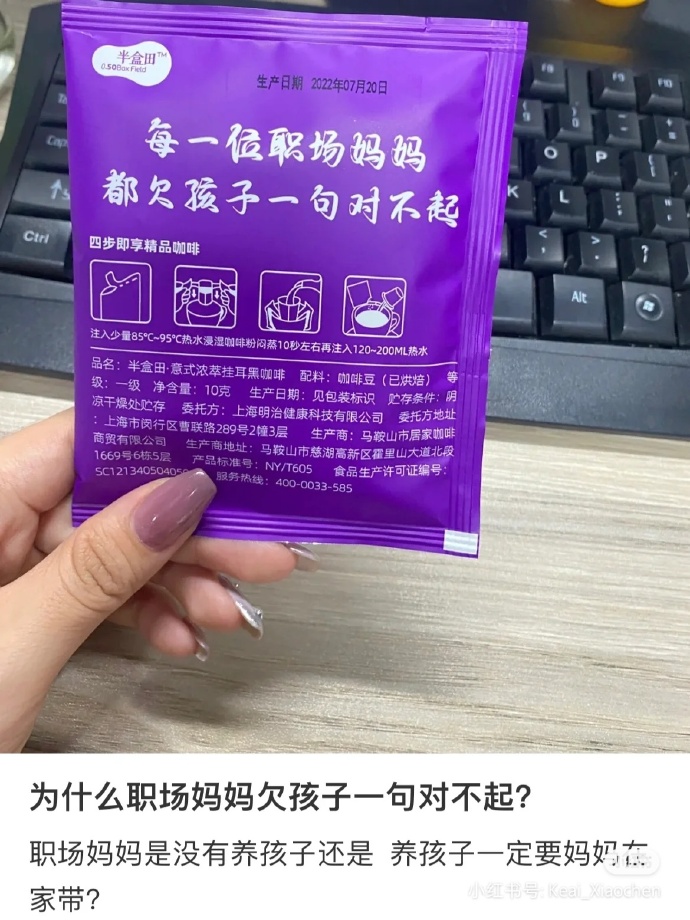 半盒田™
0.50Box Field
生产日期 2022年07月20日
每一位职场妈妈
都欠孩子一句对不起
四步即享精品咖啡
注入少量85℃~95℃热水浸湿咖啡粉闷蒸10秒左右再注入120~200ML热水
品名：半盒田·意式浓萃挂耳黑咖啡 配料：咖啡豆（已烘焙） 等
级：一级 净含量：10克 生产日期：见包装标识 贮存条件：阴
凉干燥处贮存 委托方：上海明治健康科技有限公司 委托方地址
：上海市闵行区曹联路289号2幢3层 生产商：马鞍山市居家咖啡
商贸有限公司 生产商地址：马鞍山市慈湖高新区霍里山大道北段
1669号6栋5层 产品标准号：NY/T605 食品生产许可证编号：
SC12134050405 服务热线：400-0033-585
Ctrl
Alt
F8
F9
F10
O
P
K
L
为什么职场妈妈欠孩子一句对不起？
职场妈妈是没有养孩子还是 养孩子一定要妈妈在
家带？
小红书号：Keai_Xiaochen